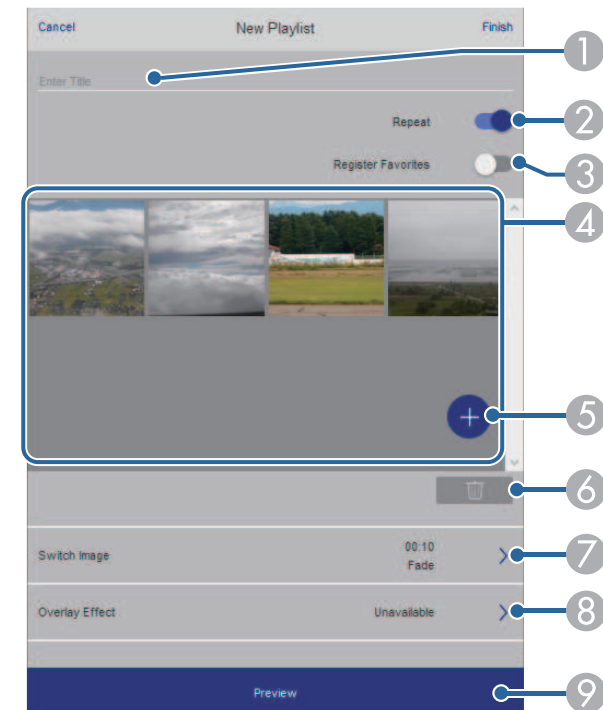 Cancel New Playlist Finish
1
Enter Title
Repeat 2
Register Favorites 3
4
+ 5
6
Switch Image 00:10 7
Fade
Overlay Effect Unavailable 8
Preview 9